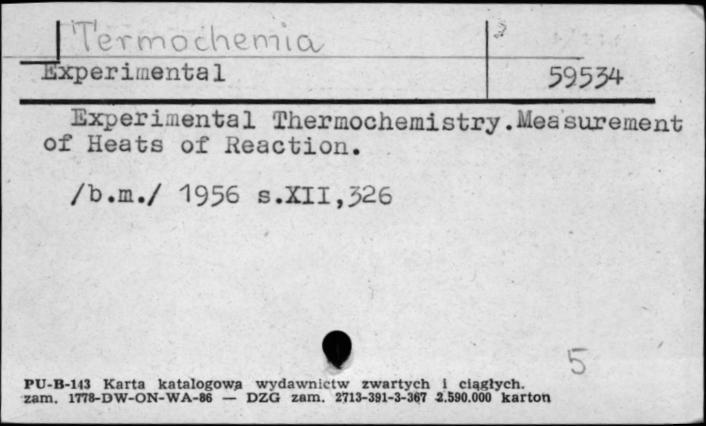 Termochemia
Experimental 59534
Experimental Thermochemistry.Measurement
of Heats of Reaction.
/b.m./ 1956 s.XII,326
5
PU-B-143 Karta katalogowa wydawnictw zwartych i ciągłych.
zam. 1778-DW-ON-WA-86 — DZG zam. 2713-391-3-367 2.590.000 karton